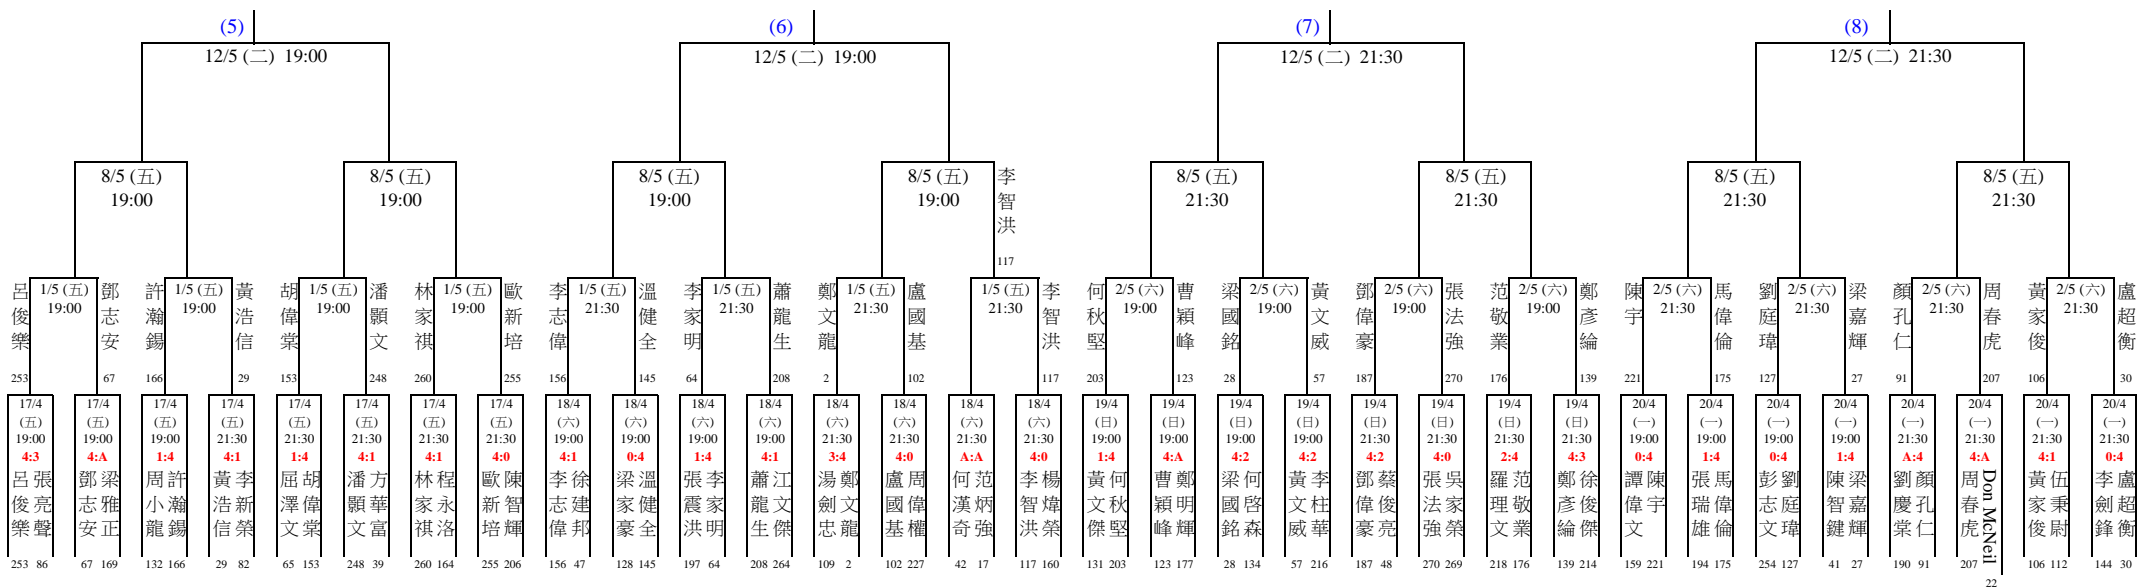 (5) (6) (7) (8)
12/5 (二) 19:00 12/5 (二) 19:00 12/5 (二) 21:30 12/5 (二) 21:30
8/5 (五) 19:00
8/5 (五) 19:00
8/5 (五) 19:00
8/5 (五) 19:00
李智洪 117
8/5 (五) 21:30
8/5 (五) 21:30
8/5 (五) 21:30
8/5 (五) 21:30
呂俊樂 253 1/5 (五) 19:00 鄧志安 67
許瀚錫 166 1/5 (五) 19:00 黃浩信 29
胡偉棠 153 1/5 (五) 19:00 潘顥文 248
林家祺 260 1/5 (五) 19:00 歐新培 255
李志偉 156 1/5 (五) 21:30 溫健全 145
李家明 64 1/5 (五) 21:30 蕭龍生 208
鄭文龍 2 1/5 (五) 21:30 盧國基 102
1/5 (五) 21:30 李智洪 117
何秋堅 203 2/5 (六) 19:00 曹穎峰 123
梁國銘 28 2/5 (六) 19:00 黃文威 57
鄧偉豪 187 2/5 (六) 19:00 張法強 270
范敬業 176 2/5 (六) 19:00 鄭彥綸 139
陳宇 221 2/5 (六) 21:30 馬偉倫 175
劉庭瑋 127 2/5 (六) 21:30 梁嘉輝 27
顏孔仁 91 2/5 (六) 21:30 周春虎 207
黃家俊 106 2/5 (六) 21:30 盧超衡 30
17/4 (五) 19:00 4:3 呂俊樂 張亮聲 253 86
17/4 (五) 19:00 4:A 鄧志安 梁雅正 67 169
17/4 (五) 19:00 1:4 周小龍 許瀚錫 132 166
17/4 (五) 21:30 4:1 黃浩信 李新榮 29 82
17/4 (五) 21:30 1:4 屈澤文 胡偉棠 65 153
17/4 (五) 21:30 4:1 潘顥文 方華富 248 39
17/4 (五) 21:30 4:1 林家祺 程永洛 260 164
17/4 (五) 21:30 4:0 歐新培 陳智輝 255 206
18/4 (六) 19:00 4:1 李志偉 徐建邦 156 47
18/4 (六) 19:00 0:4 梁家豪 溫健全 128 145
18/4 (六) 19:00 1:4 張震洪 李家明 197 64
18/4 (六) 19:00 4:1 蕭龍生 江文傑 208 264
18/4 (六) 21:30 3:4 湯劍忠 鄭文龍 109 2
18/4 (六) 21:30 4:0 盧國基 周偉權 102 227
18/4 (六) 21:30 A:A 何漢奇 范炳強 42 17
18/4 (六) 21:30 4:0 李智洪 楊煒榮 117 160
19/4 (日) 19:00 1:4 黃文傑 何秋堅 131 203
19/4 (日) 19:00 4:A 曹穎峰 鄭明輝 123 177
19/4 (日) 19:00 4:2 梁國銘 何啓森 28 134
19/4 (日) 19:00 4:2 黃文威 李柱華 57 216
19/4 (日) 21:30 4:2 鄧偉豪 蔡俊亮 187 48
19/4 (日) 21:30 4:0 張法強 吳家榮 270 269
19/4 (日) 21:30 2:4 羅理文 范敬業 218 176
19/4 (日) 21:30 4:3 鄭彥綸 徐俊傑 139 214
20/4 (一) 19:00 0:4 譚偉文 陳宇 159 221
20/4 (一) 19:00 1:4 張瑞雄 馬偉倫 194 175
20/4 (一) 19:00 0:4 彭志文 劉庭瑋 254 127
20/4 (一) 19:00 1:4 陳智鍵 梁嘉輝 41 27
20/4 (一) 21:30 A:4 劉慶棠 顏孔仁 190 91
20/4 (一) 21:30 4:A 周春虎 Don McNeil 207 22
20/4 (一) 21:30 4:1 黃家俊 伍秉尉 106 112
20/4 (一) 21:30 0:4 李劍鋒 盧超衡 144 30